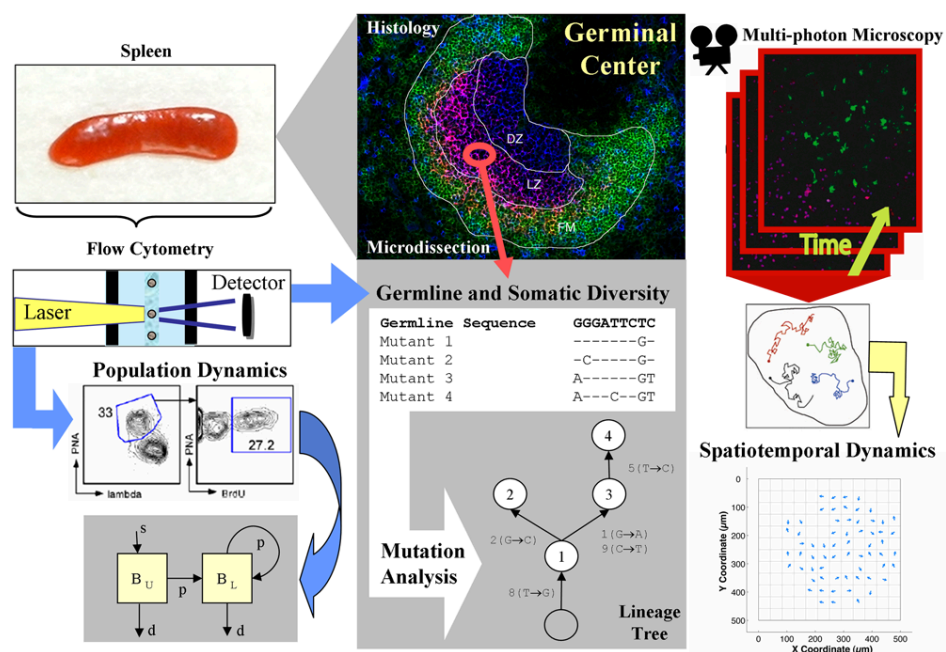 Spleen
Flow Cytometry
Laser
Detector
Population Dynamics
33
PNA
lambda
PNA
27.2
BrdU
s
B U
p
B L
p
d
d
Histology
Germinal
Center
DZ
LZ
FM
Microdissection
Germline and Somatic Diversity
Germline Sequence GGGATTCTC
Mutant 1 -------G-
Mutant 2 -C-----G-
Mutant 3 A------GT
Mutant 4 A---C--GT
4
5(T→C)
2
3
2(G→C)
1(G→A)
9(C→T)
1
8(T→G)
Mutation
Analysis
Lineage
Tree
Multi-photon Microscopy
Time
Spatiotemporal Dynamics
Y Coordinate (µm)
0
100
200
300
400
500
0 100 200 300 400 500
X Coordinate (µm)